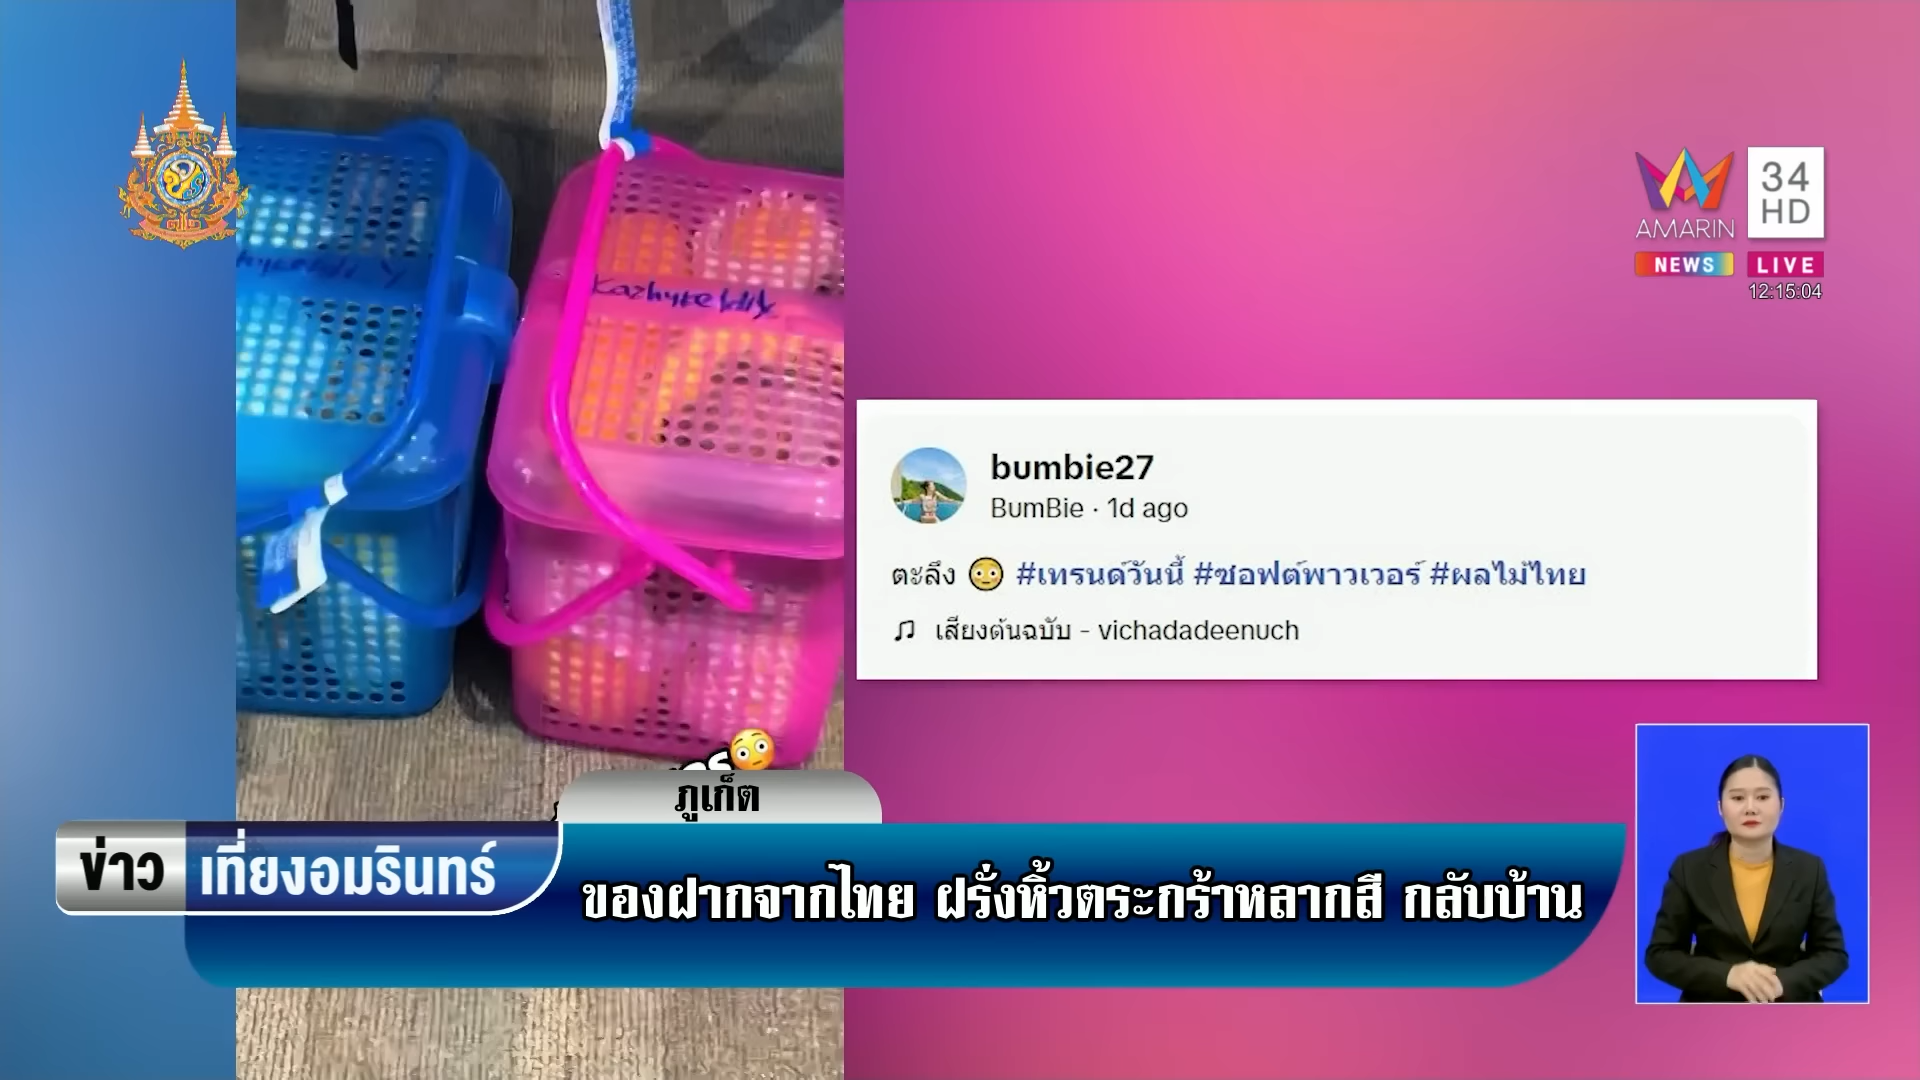 AMARIN
34
HD
NEWS
LIVE
12:15:04
bumbie27
BumBie · 1d ago
ตะลึง 😳 #เทรนด์วันนี้ #ซอฟต์พาวเวอร์ #ผลไม้ไทย
เสียงต้นฉบับ - vichadadeenuch
ภูเก็ต
ข่าว เที่ยงอมรินทร์
ของฝากจากไทย ฝรั่งหิ้วตระกร้าหลากสี กลับบ้าน